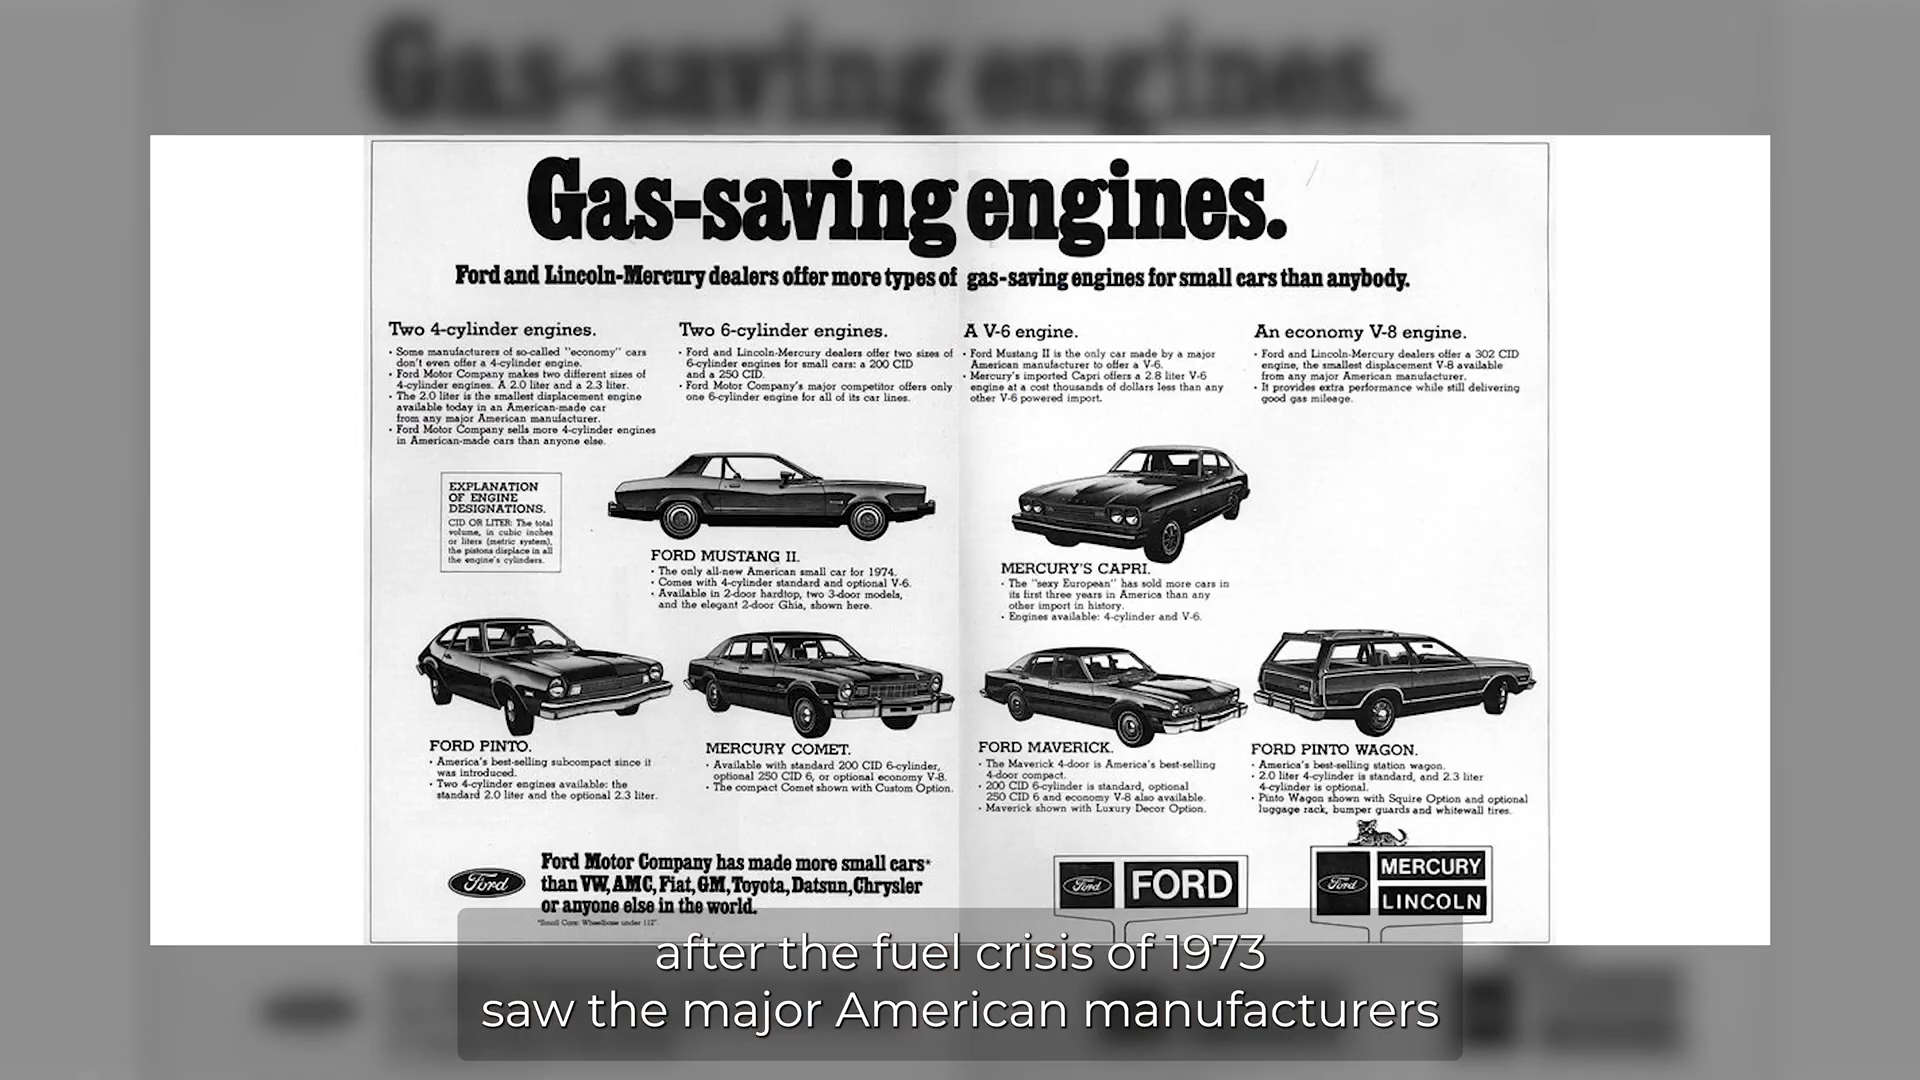 Gas-saving engines.
Gas-saving engines.
Ford and Lincoln-Mercury dealers offer more types of gas-saving engines for small cars than anybody.
Two 4-cylinder engines.
• Some manufacturers of so-called "economy" cars
don't even offer a 4-cylinder engine.
• Ford Motor Company makes two different sizes of
4-cylinder engines. A 2.0 liter and a 2.3 liter.
• The 2.0 liter is the smallest displacement engine
available today in an American-made car
from any major American manufacturer.
• Ford Motor Company sells more 4-cylinder engines
in American-made cars than anyone else.
Two 6-cylinder engines.
• Ford and Lincoln-Mercury dealers offer two sizes of
6-cylinder engines for small cars: a 200 CID
and a 250 CID.
• Ford Motor Company's major competitor offers only
one 6-cylinder engine for all of its car lines.
A V-6 engine.
• Ford Mustang II is the only car made by a major
American manufacturer to offer a V-6.
• Mercury's imported Capri offers a 2.8 liter V-6
engine at a cost thousands of dollars less than any
other V-6 powered import.
An economy V-8 engine.
• Ford and Lincoln-Mercury dealers offer a 302 CID
engine, the smallest displacement V-8 available
from any major American manufacturer.
• It provides extra performance while still delivering
good gas mileage.
EXPLANATION
OF ENGINE
DESIGNATIONS.
CID OR LITER: The total
volume, in cubic inches
or liters (metric system),
the pistons displace in all
the engine's cylinders.
FORD MUSTANG II.
• The only all-new American small car for 1974.
• Comes with 4-cylinder standard and optional V-6.
• Available in 2-door hardtop, two 3-door models,
and the elegant 2-door Ghia, shown here.
MERCURY'S CAPRI.
• The "sexy European" has sold more cars in
its first three years in America than any
other import in history.
• Engines available: 4-cylinder and V-6.
FORD PINTO.
• America's best-selling subcompact since it
was introduced.
• Two 4-cylinder engines available: the
standard 2.0 liter and the optional 2.3 liter.
MERCURY COMET.
• Available with standard 200 CID 6-cylinder,
optional 250 CID 6, or optional economy V-8.
• The compact Comet shown with Custom Option.
FORD MAVERICK.
• The Maverick 4-door is America's best-selling
4-door compact.
• 200 CID 6-cylinder is standard, optional
250 CID 6 and economy V-8 also available.
• Maverick shown with Luxury Decor Option.
FORD PINTO WAGON.
• America's best-selling station wagon.
• 2.0 liter 4-cylinder is standard, and 2.3 liter
4-cylinder is optional.
• Pinto Wagon shown with Squire Option and optional
luggage rack, bumper guards and whitewall tires.
Ford
Ford Motor Company has made more small cars*
than VW, AMC, Fiat, GM, Toyota, Datsun, Chrysler
or anyone else in the world.
*Small Cars: Wheelbase under 112".
Ford FORD
Ford MERCURY
LINCOLN
after the fuel crisis of 1973
saw the major American manufacturers